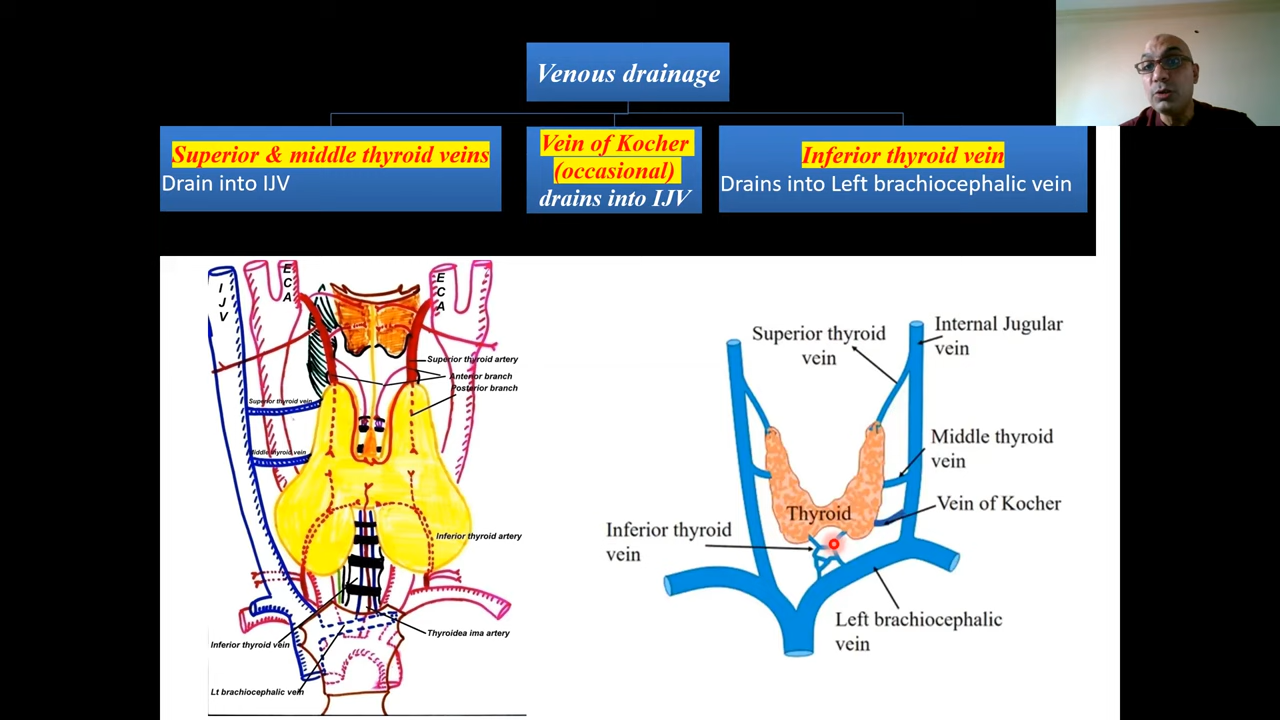 Venous drainage
Superior & middle thyroid veins
Drain into IJV
Vein of Kocher
(occasional)
drains into IJV
Inferior thyroid vein
Drains into Left brachiocephalic vein
I
J
V
E
C
A
E
C
A
Superior thyroid artery
Anterior branch
Posterior branch
Superior thyroid vein
Middle thyroid vein
Inferior thyroid artery
Thyroidea ima artery
Inferior thyroid vein
Lt brachiocephalic vein
Superior thyroid
vein
Internal Jugular
vein
Middle thyroid
vein
Vein of Kocher
Thyroid
Inferior thyroid
vein
Left brachiocephalic
vein